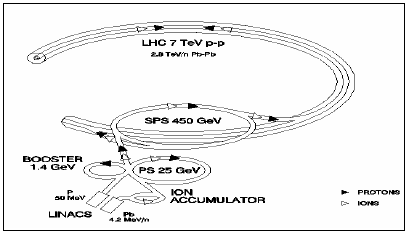 LHC 7 TeV p-p
2.8 TeV/n Pb-Pb
SPS 450 GeV
BOOSTER
1.4 GeV
PS 25 GeV
P
50 MeV
ION
ACCUMULATOR
LINACS
Pb
4.2 MeV/n
PROTONS
IONS